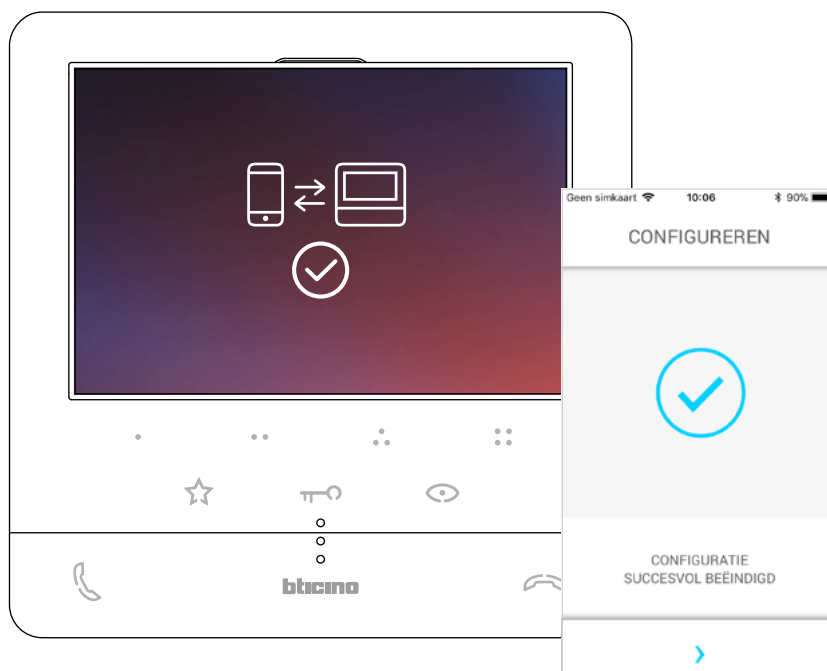 Geen simkaart 10:06 90%
CONFIGUREREN
CONFIGURATIE
SUCCESVOL BEËINDIGD
bticino